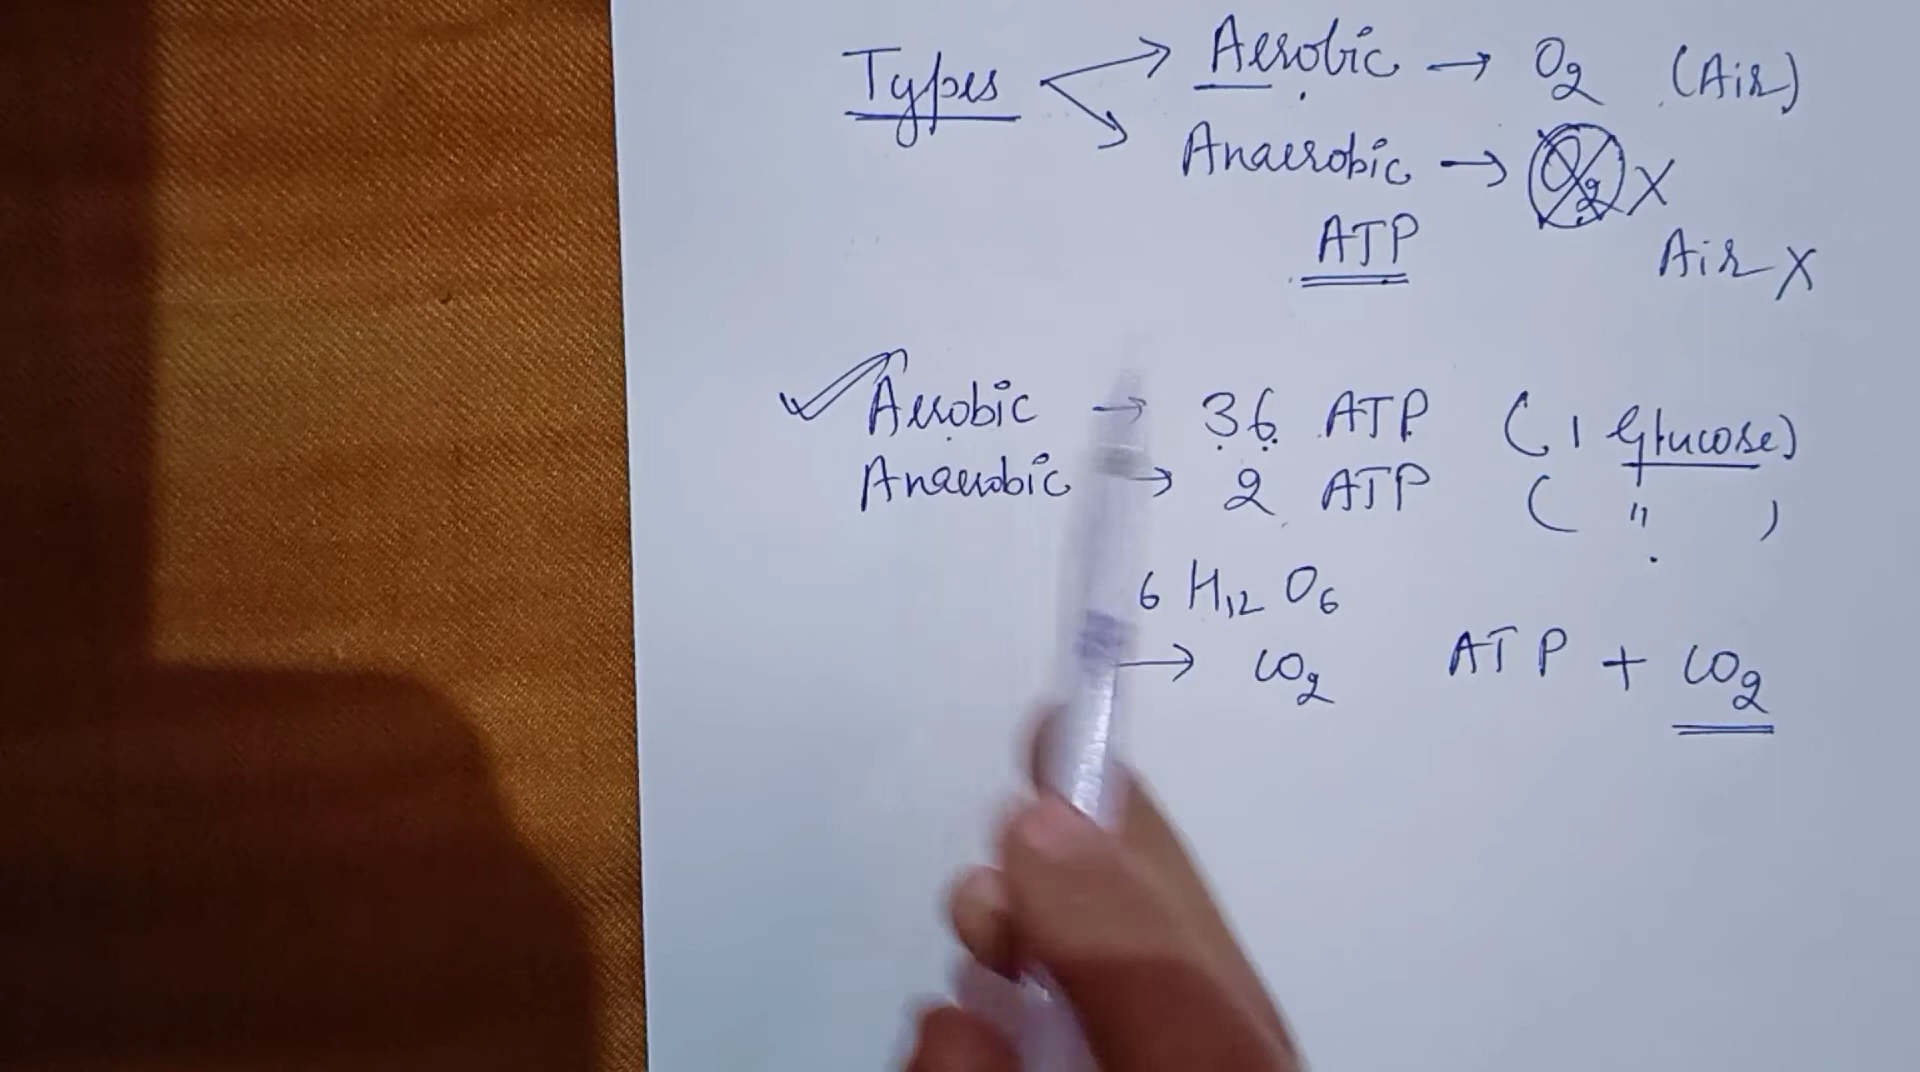 Types → Aerobic → O2 (Air)
Anaerobic → O2 X
Air X
ATP
Aerobic → 36 ATP (1 Glucose)
Anaerobic → 2 ATP ( " )
6 H12 O6
→ CO2 ATP + CO2